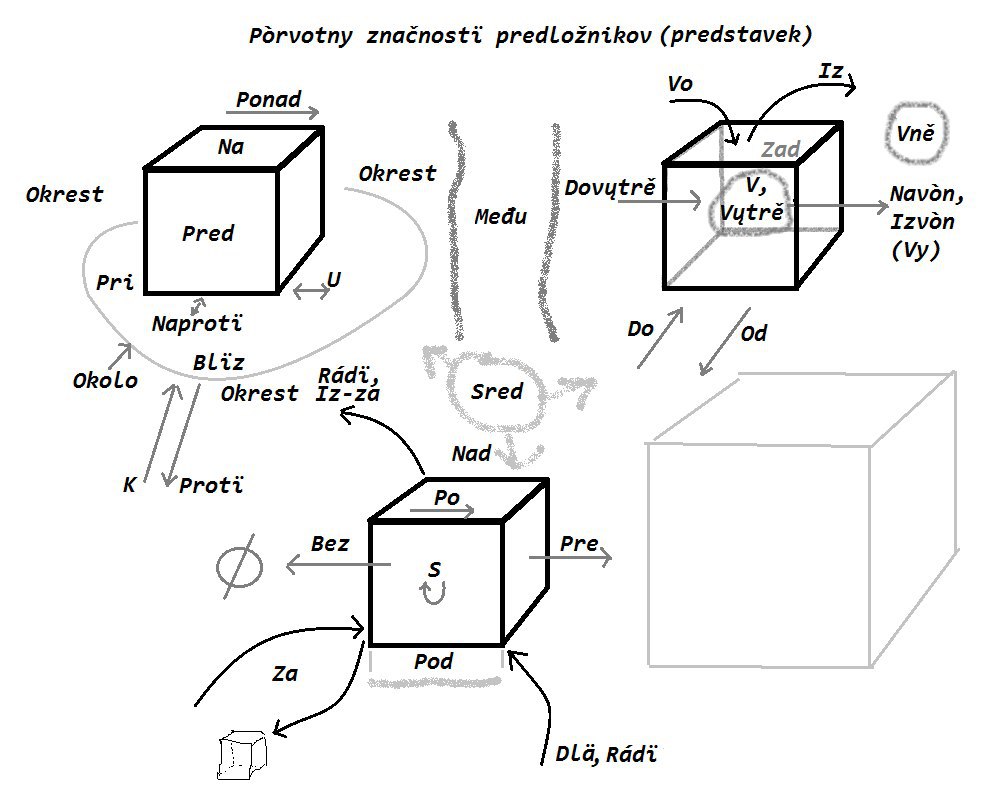 Pòrvotny značnostï predložnikov (predstavek)
Ponad
Na
Okrest
Okrest
Pred
Pri
U
Naprotï
Blïz
Okolo
Okrest
Rádï,
Iz-za
K
Protï
Među
Sred
Vo
Iz
Zad
Vně
Dovųtrě
V,
Vųtrě
Navòn,
Izvòn
(Vy)
Do
Od
Nad
Po
Bez
Pre
S
Za
Pod
Dlä, Rádï